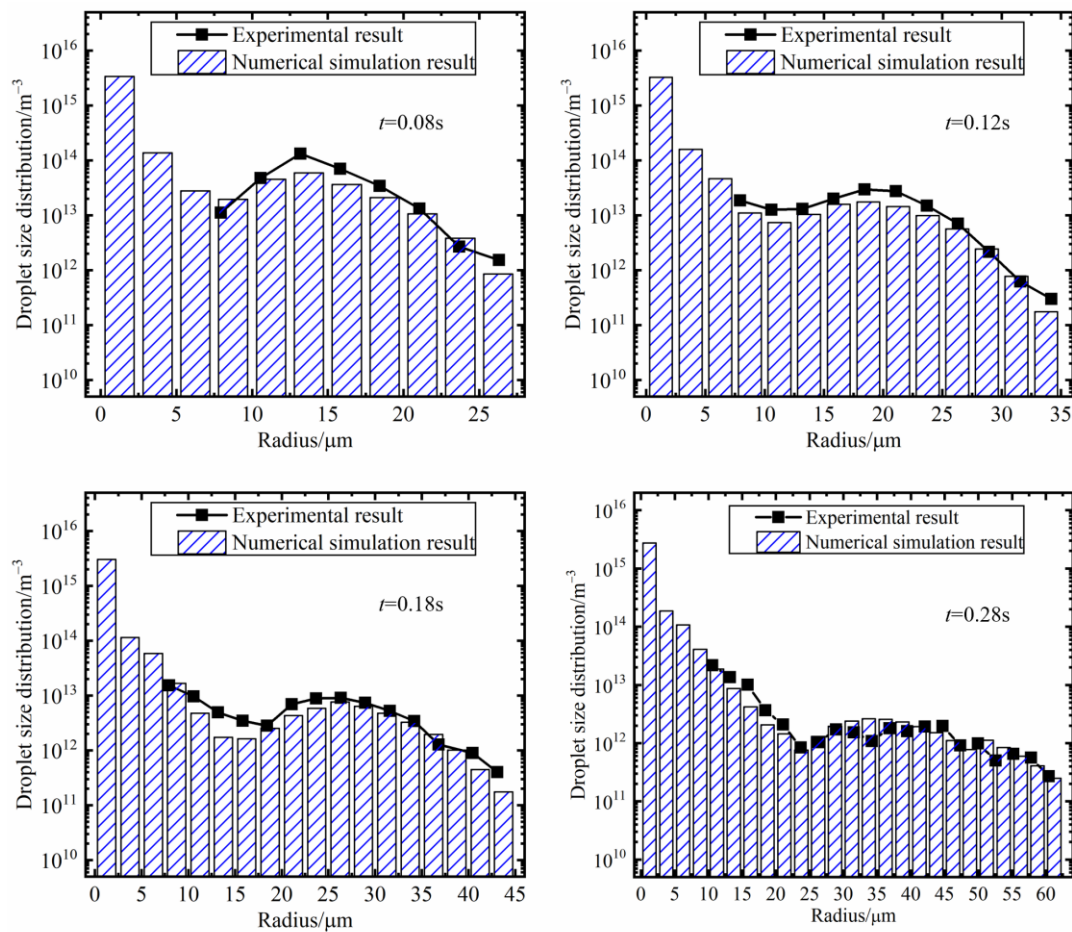 Experimental result
Numerical simulation result
t=0.08s
Droplet size distribution/m⁻³
10¹⁶
10¹⁵
10¹⁴
10¹³
10¹²
10¹¹
10¹⁰
0 5 10 15 20 25
Radius/μm
Experimental result
Numerical simulation result
t=0.12s
Droplet size distribution/m⁻³
10¹⁶
10¹⁵
10¹⁴
10¹³
10¹²
10¹¹
10¹⁰
0 5 10 15 20 25 30 35
Radius/μm
Experimental result
Numerical simulation result
t=0.18s
Droplet size distribution/m⁻³
10¹⁶
10¹⁵
10¹⁴
10¹³
10¹²
10¹¹
10¹⁰
0 5 10 15 20 25 30 35 40 45
Radius/μm
Experimental result
Numerical simulation result
t=0.28s
Droplet size distribution/m⁻³
10¹⁶
10¹⁵
10¹⁴
10¹³
10¹²
10¹¹
10¹⁰
0 5 10 15 20 25 30 35 40 45 50 55 60
Radius/μm